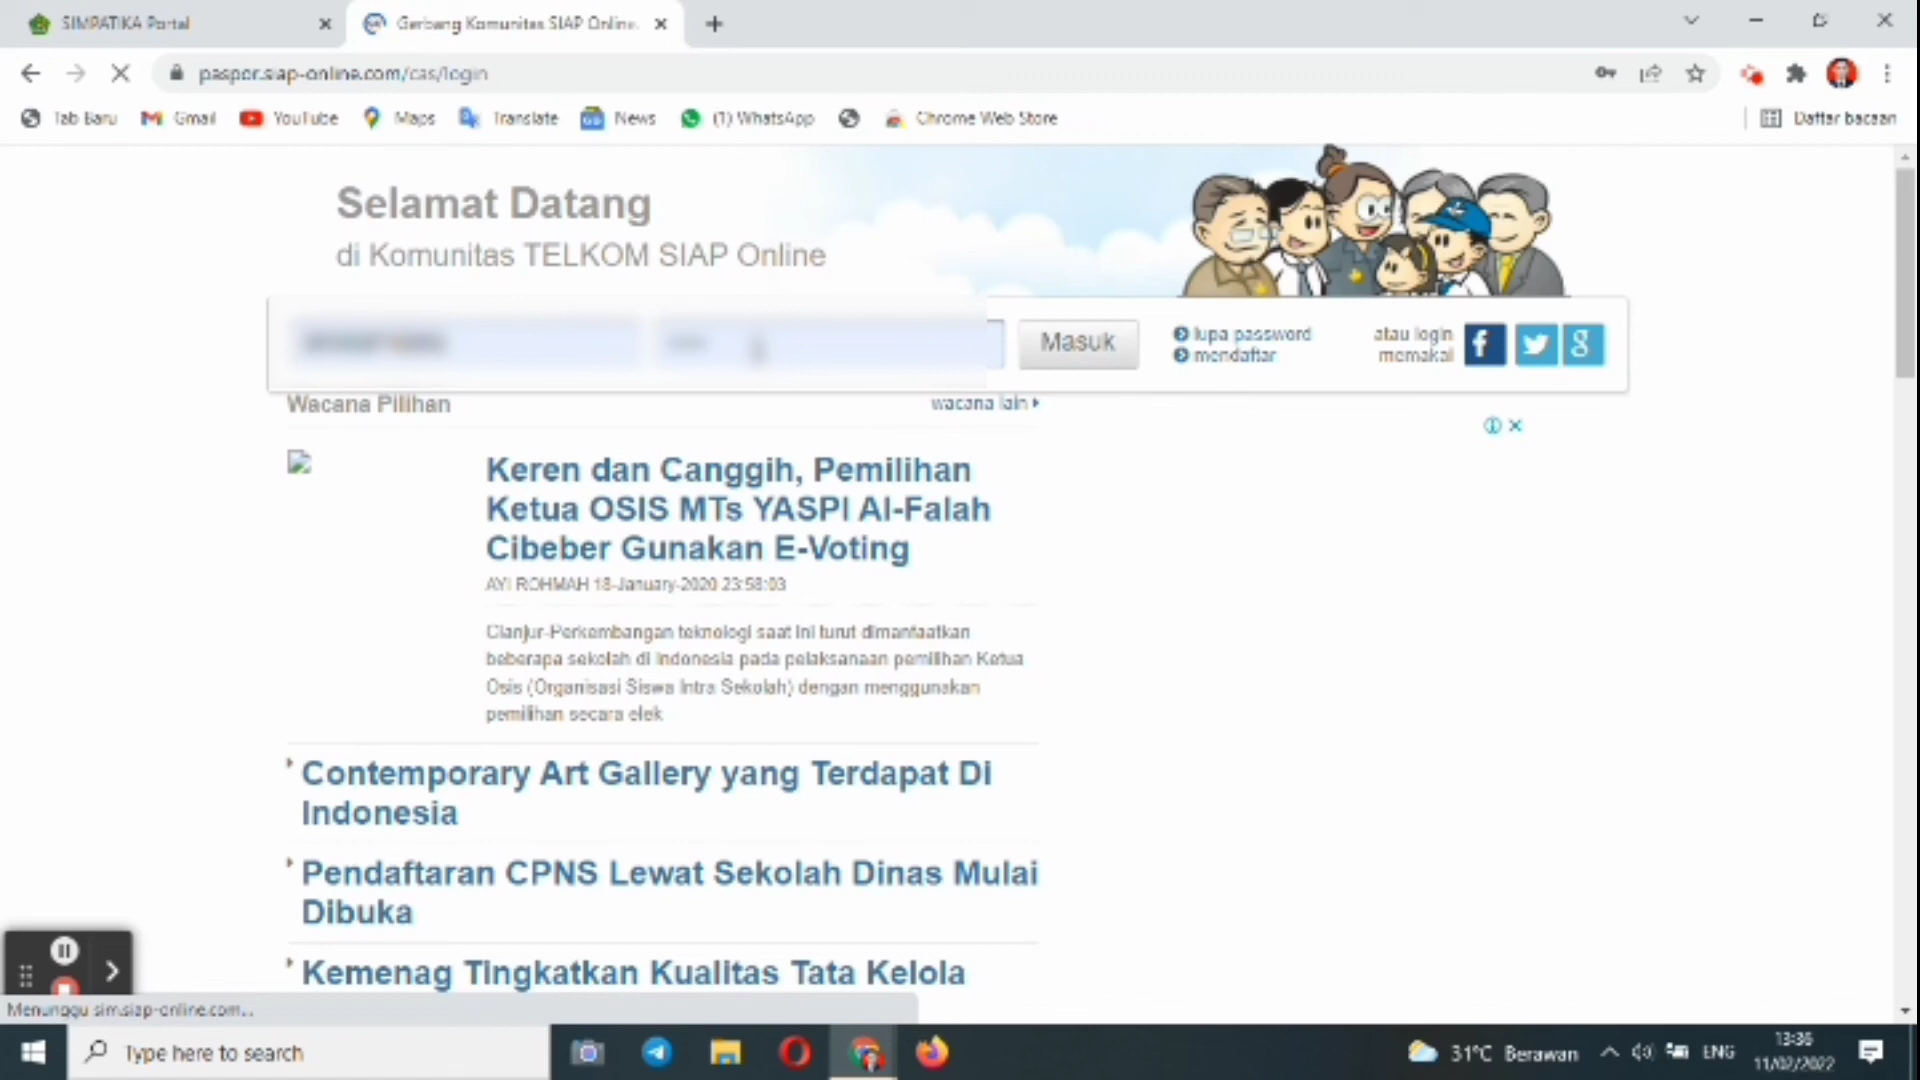 SIMPATIKA Portal
Gerbang Komunitas SIAP Online.
paspor.siap-online.com/cas/login
Tab Baru
Gmail
YouTube
Maps
Translate
News
(1) WhatsApp
Chrome Web Store
Daftar bacaan
Selamat Datang
di Komunitas TELKOM SIAP Online
Masuk
lupa password
mendaftar
atau login
memakai
Wacana Pilihan
wacana lain
Keren dan Canggih, Pemilihan
Ketua OSIS MTs YASPI Al-Falah
Cibeber Gunakan E-Voting
AYI ROHMAH 18-January-2020 23:58:03
Cianjur-Perkembangan teknologi saat ini turut dimanfaatkan
beberapa sekolah di Indonesia pada pelaksanaan pemilihan Ketua
Osis (Organisasi Siswa Intra Sekolah) dengan menggunakan
pemilihan secara elek
Contemporary Art Gallery yang Terdapat Di
Indonesia
Pendaftaran CPNS Lewat Sekolah Dinas Mulai
Dibuka
Kemenag Tingkatkan Kualitas Tata Kelola
Menunggu sim.siap-online.com...
Type here to search
31°C Berawan
ENG
13:36
11/02/2022